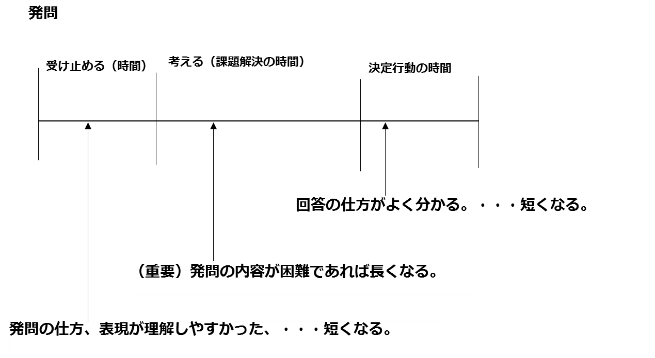 発問
受け止める（時間）
考える（課題解決の時間）
決定行動の時間
回答の仕方がよく分かる。・・・短くなる。
（重要）発問の内容が困難であれば長くなる。
発問の仕方、表現が理解しやすかった、・・・短くなる。